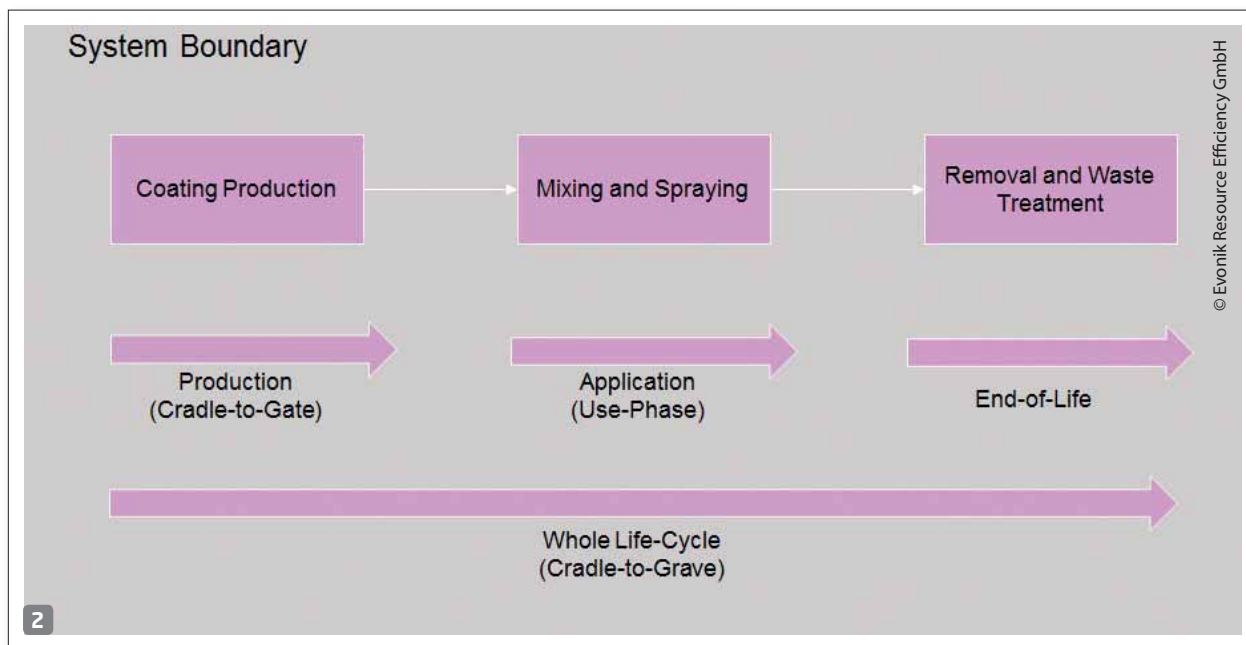 System Boundary
© Evonik Resource Efficiency GmbH
Coating Production
Mixing and Spraying
Removal and Waste
Treatment
Production
(Cradle-to-Gate)
Application
(Use-Phase)
End-of-Life
Whole Life-Cycle
(Cradle-to-Grave)
2